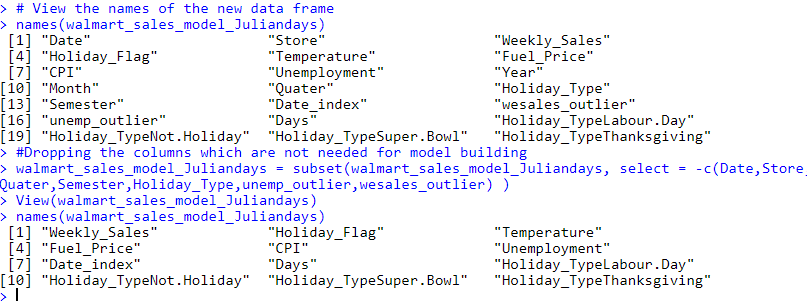 > # View the names of the new data frame
> names(walmart_sales_model_Juliandays)
[1] "Date" "Store" "Weekly_Sales"
[4] "Holiday_Flag" "Temperature" "Fuel_Price"
[7] "CPI" "Unemployment" "Year"
[10] "Month" "Quater" "Holiday_Type"
[13] "Semester" "Date_index" "wesales_outlier"
[16] "unemp_outlier" "Days" "Holiday_TypeLabour.Day"
[19] "Holiday_TypeNot.Holiday" "Holiday_TypeSuper.Bowl" "Holiday_TypeThanksgiving"
> #Dropping the columns which are not needed for model building
> walmart_sales_model_Juliandays = subset(walmart_sales_model_Juliandays, select = -c(Date,Store,
Quater,Semester,Holiday_Type,unemp_outlier,wesales_outlier) )
> View(walmart_sales_model_Juliandays)
> names(walmart_sales_model_Juliandays)
[1] "Weekly_Sales" "Holiday_Flag" "Temperature"
[4] "Fuel_Price" "CPI" "Unemployment"
[7] "Date_index" "Days" "Holiday_TypeLabour.Day"
[10] "Holiday_TypeNot.Holiday" "Holiday_TypeSuper.Bowl" "Holiday_TypeThanksgiving"
>